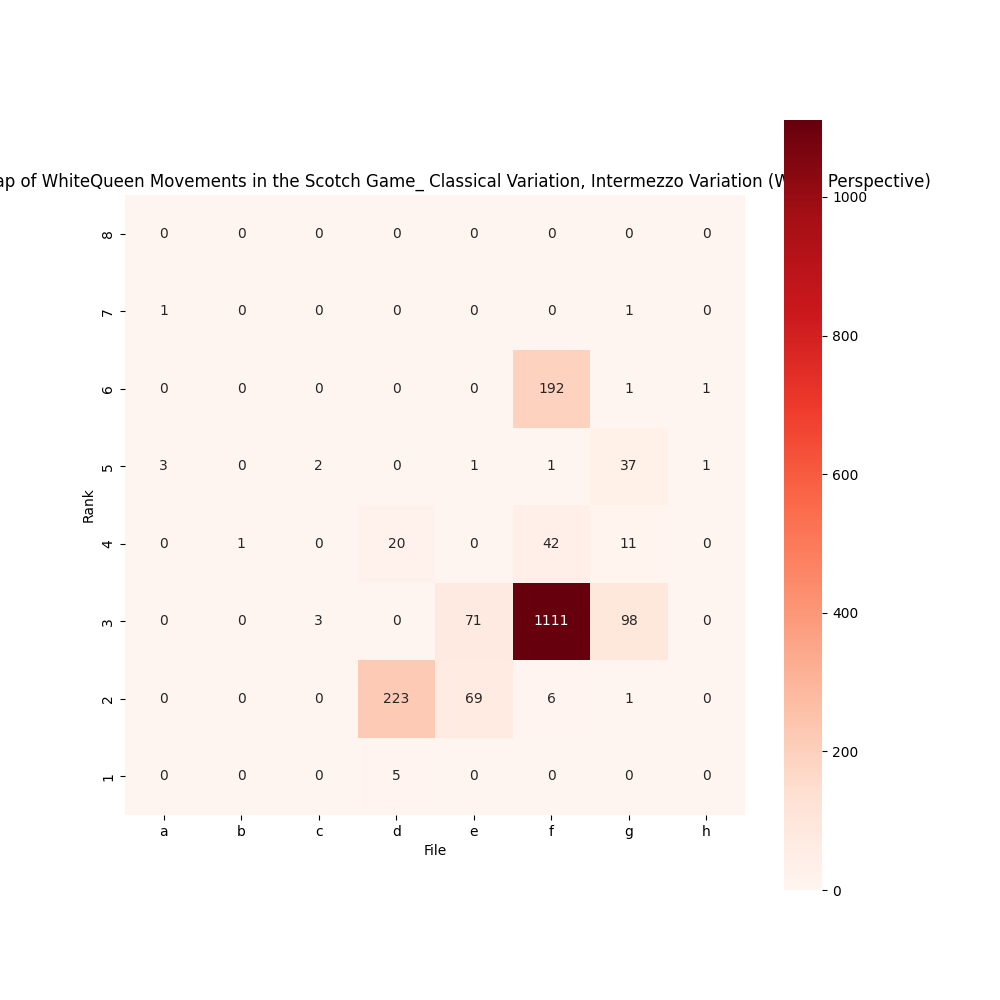 ap of WhiteQueen Movements in the Scotch Game_ Classical Variation, Intermezzo Variation (W Perspective)
1000
8 0 0 0 0 0 0 0 0
7 1 0 0 0 0 0 1 0
800
6 0 0 0 0 0 192 1 1
600
5 3 0 2 0 1 1 37 1
Rank
4 0 1 0 20 0 42 11 0
400
3 0 0 3 0 71 1111 98 0
2 0 0 0 223 69 6 1 0
200
1 0 0 0 5 0 0 0 0
a b c d e f g h
File
0